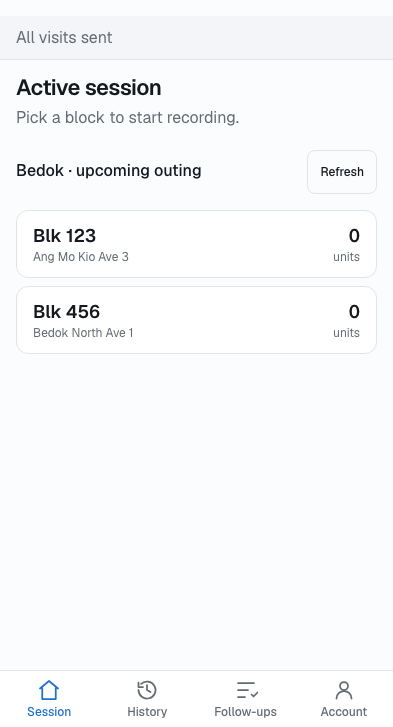 All visits sent
Active session
Pick a block to start recording.
Bedok · upcoming outing
Refresh
Blk 123
0
Ang Mo Kio Ave 3
units
Blk 456
0
Bedok North Ave 1
units
Session
History
Follow-ups
Account